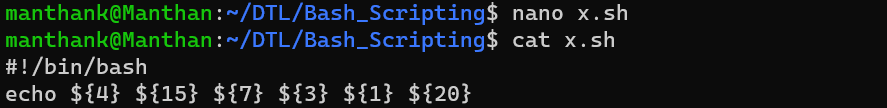 manthank@Manthan:~/DTL/Bash_Scripting$ nano x.sh
manthank@Manthan:~/DTL/Bash_Scripting$ cat x.sh
#!/bin/bash
echo ${4} ${15} ${7} ${3} ${1} ${20}